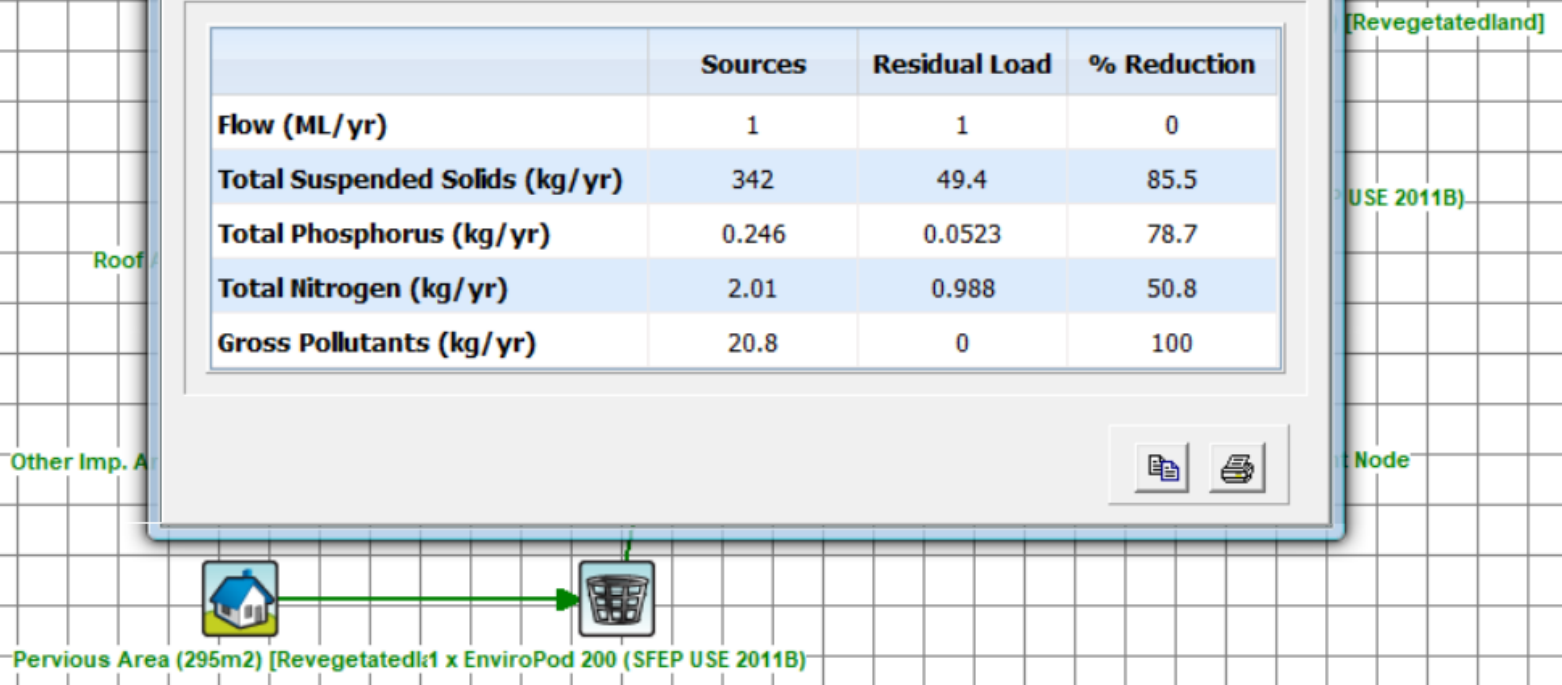 [Revegetatedland]
Sources Residual Load % Reduction
Flow (ML/yr) 1 1 0
Total Suspended Solids (kg/yr) 342 49.4 85.5
USE 2011B)
Total Phosphorus (kg/yr) 0.246 0.0523 78.7
Roof
Total Nitrogen (kg/yr) 2.01 0.988 50.8
Gross Pollutants (kg/yr) 20.8 0 100
Other Imp.
Node
Pervious Area (295m2) [Revegetatedla1 x EnviroPod 200 (SFEP USE 2011B)